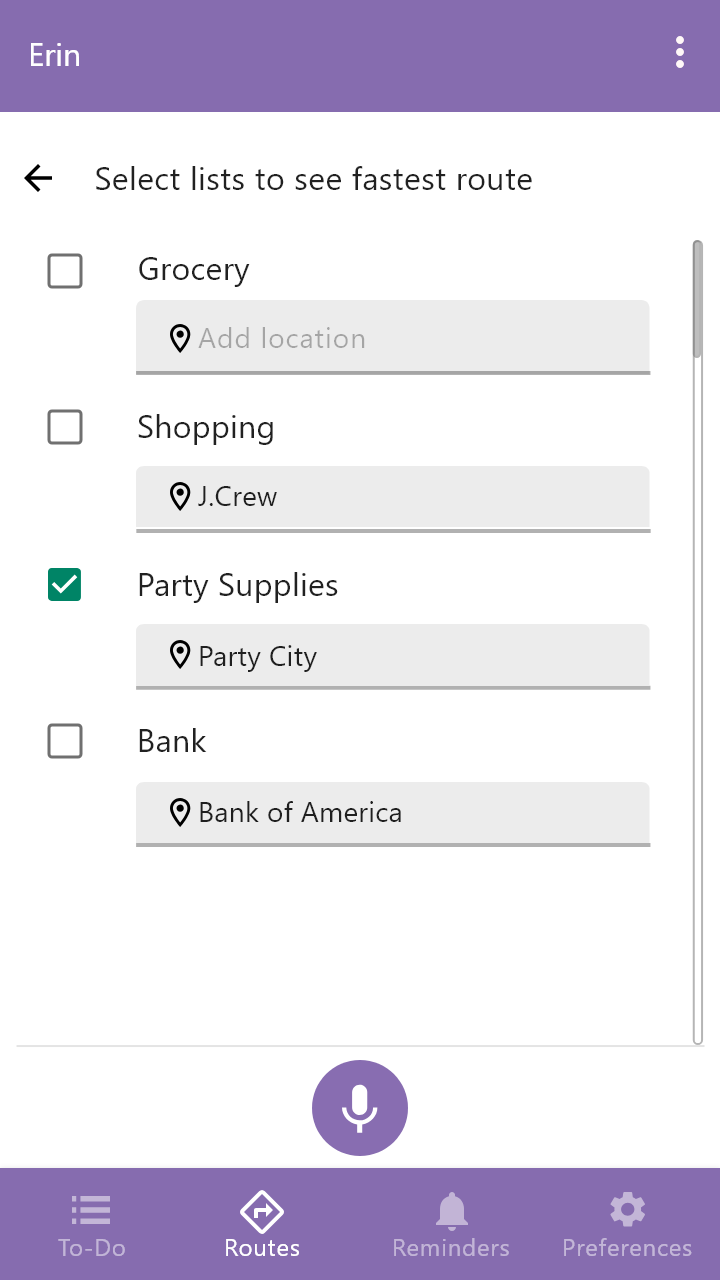 Erin
Select lists to see fastest route
Grocery
Add location
Shopping
J.Crew
Party Supplies
Party City
Bank
Bank of America
To-Do
Routes
Reminders
Preferences